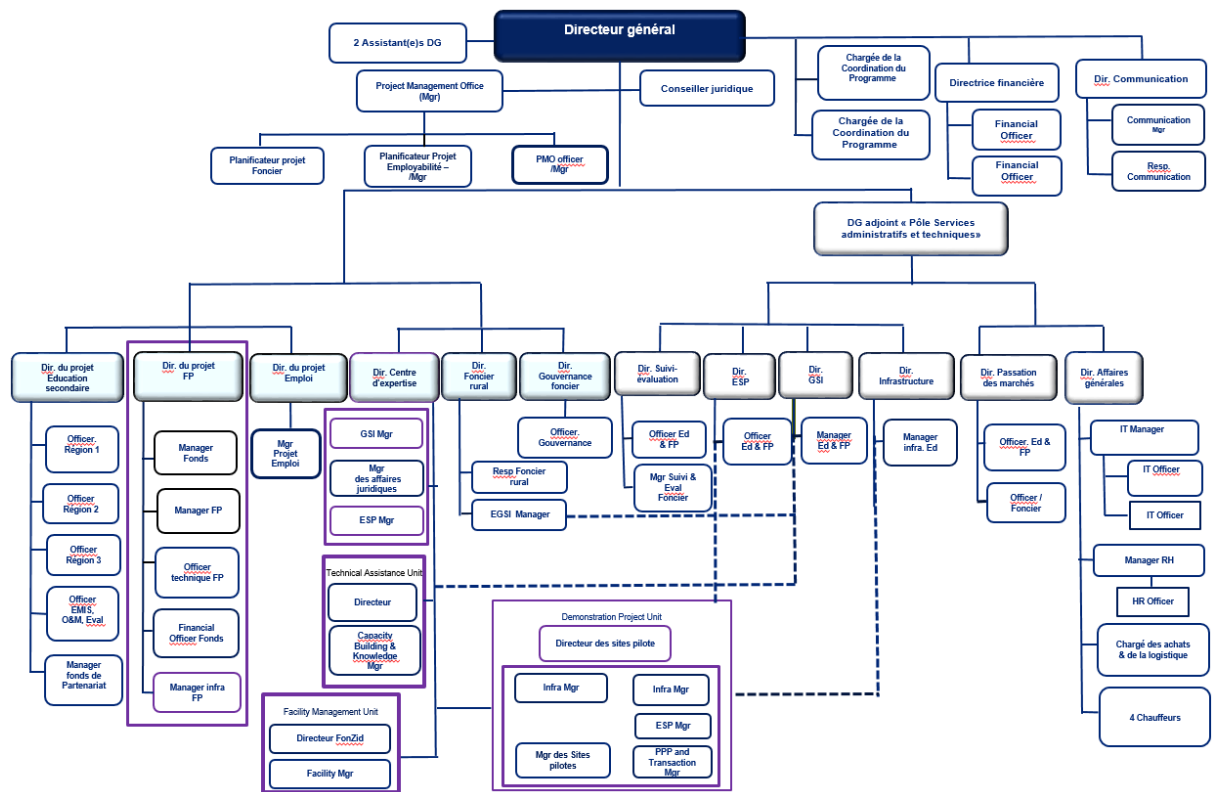 Directeur général
2 Assistant(e)s DG
Project Management Office
(Mgr)
Conseiller juridique
Chargée de la
Coordination du
Programme
Chargée de la
Coordination du
Programme
Directrice financière
Financial
Officer
Financial
Officer
Dir. Communication
Communication
Mgr
Resp.
Communication
Planificateur projet
Foncier
Planificateur Projet
Employabilité –
/Mgr
PMO officer
/Mgr
DG adjoint « Pôle Services
administratifs et techniques»
Dir. du projet
Education
secondaire
Dir. du projet
FP
Dir. du projet
Emploi
Dir. Centre
d'expertise
Dir.
Foncier
rural
Dir.
Gouvernance
foncier
Dir. Suivi-
évaluation
Dir.
ESP
Dir.
GSI
Dir.
Infrastructure
Dir. Passation
des marchés
Dir. Affaires
générales
Officer.
Région 1
Officer
Région 2
Officer
Région 3
Officer
EMIS,
O&M, Eval
Manager
fonds de
Partenariat
Manager
Fonds
Manager FP
Officer
technique FP
Financial
Officer Fonds
Manager infra
FP
Mgr
Projet
Emploi
GSI Mgr
Mgr
des affaires
juridiques
ESP Mgr
Technical Assistance Unit
Directeur
Capacity
Building &
Knowledge
Mgr
Facility Management Unit
Directeur FonZid
Facility Mgr
Resp Foncier
rural
EGSI Manager
Officer.
Gouvernance
Officer Ed
& FP
Mgr Suivi &
Eval
Foncier
Officer
Ed & FP
Manager
Ed & FP
Manager
infra. Ed
Officer. Ed &
FP
Officer /
Foncier
IT Manager
IT Officer
IT Officer
Manager RH
HR Officer
Chargé des achats
& de la logistique
4 Chauffeurs
Demonstration Project Unit
Directeur des sites pilote
Infra Mgr
Infra Mgr
ESP Mgr
Mgr des Sites
pilotes
PPP and
Transaction
Mgr